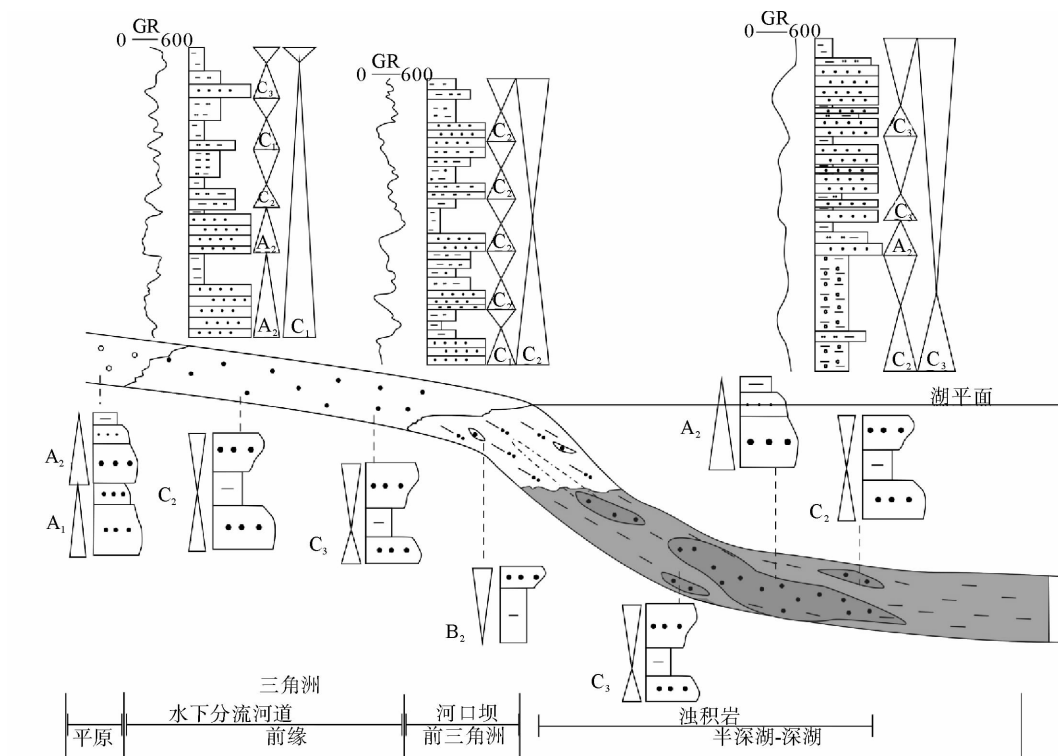 GR
0 600
C₃
C₁
C₂
A₂
A₂
C₁
GR
0 600
C₂
C₂
C₂
C₂
C₁
C₂
GR
0 600
C₃
C₃
A₂
C₂
C₃
湖平面
A₂
A₁
C₂
C₃
B₂
C₃
A₂
C₂
三角洲
水下分流河道
河口坝
浊积岩
平原
前缘
前三角洲
半深湖-深湖